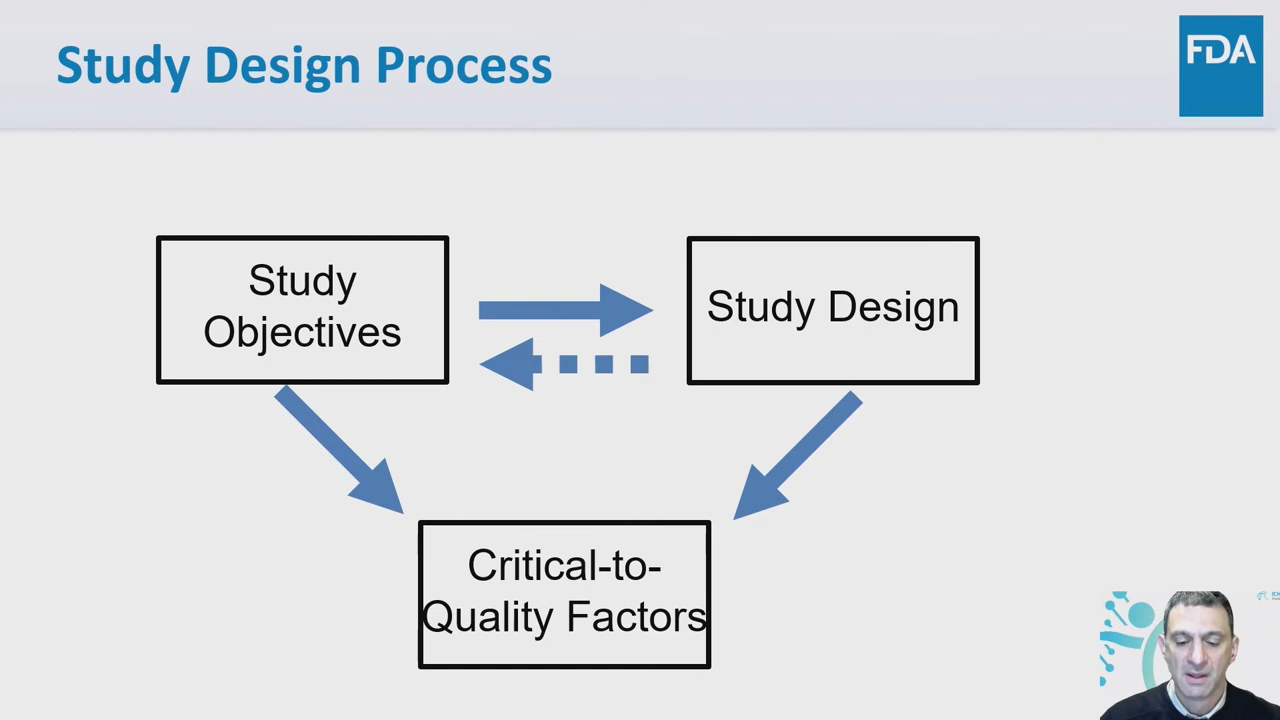 Study Design Process
FDA
Study
Objectives
Study Design
Critical-to-
Quality Factors